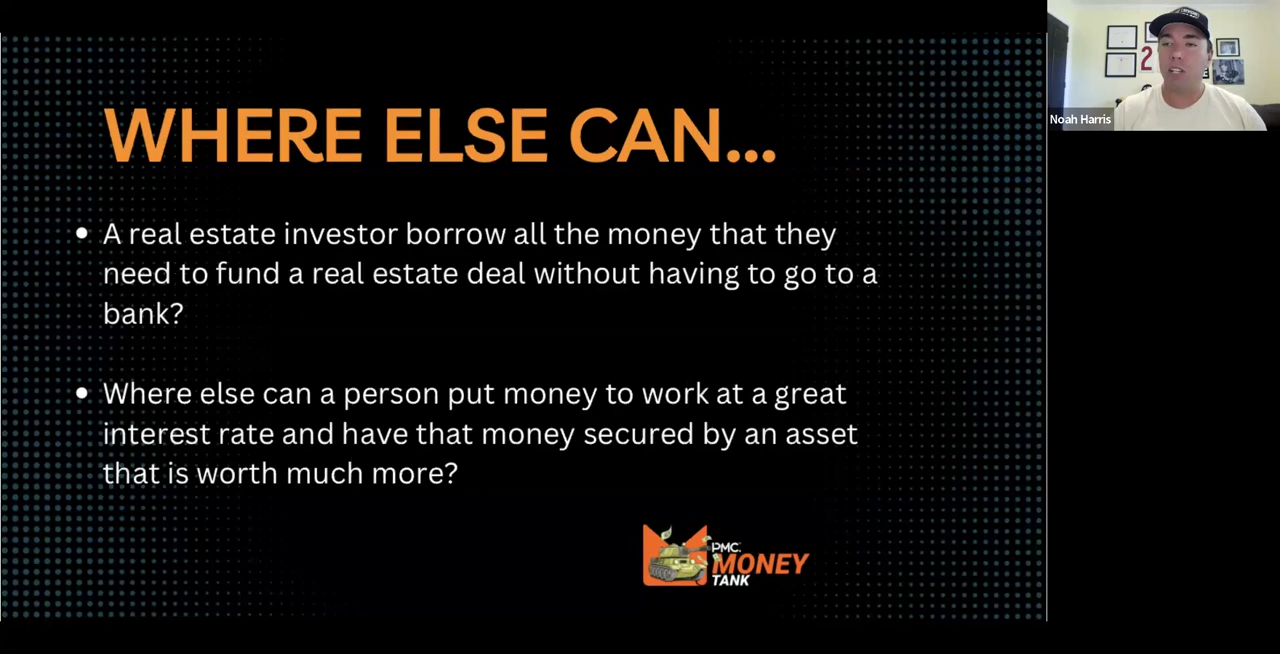 WHERE ELSE CAN...
• A real estate investor borrow all the money that they
need to fund a real estate deal without having to go to a
bank?
• Where else can a person put money to work at a great
interest rate and have that money secured by an asset
that is worth much more?
PMC
MONEY
TANK
Noah Harris
2